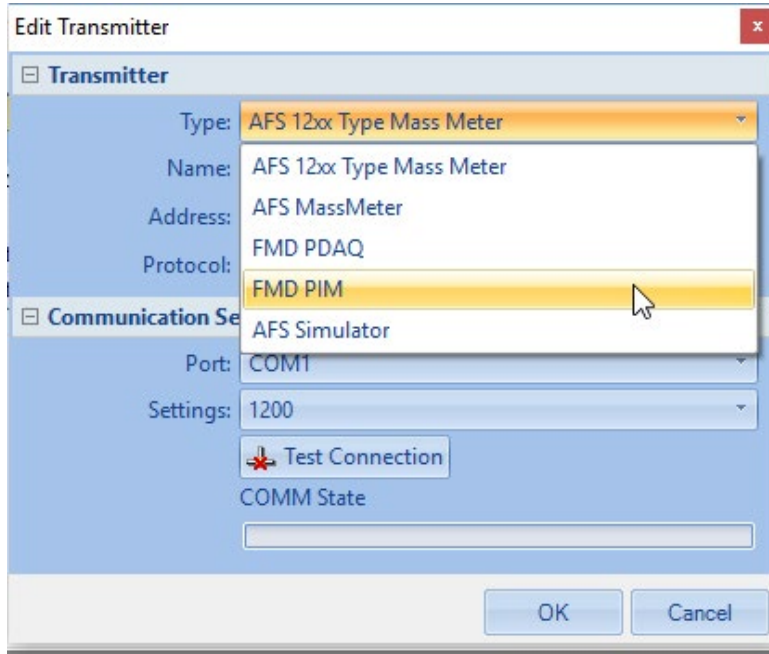 Edit Transmitter
x
Transmitter
Type: AFS 12xx Type Mass Meter
AFS 12xx Type Mass Meter
Name:
AFS MassMeter
Address:
FMD PDAQ
Protocol:
FMD PIM
Communication Se
AFS Simulator
Port: COM1
Settings: 1200
Test Connection
COMM State
OK Cancel